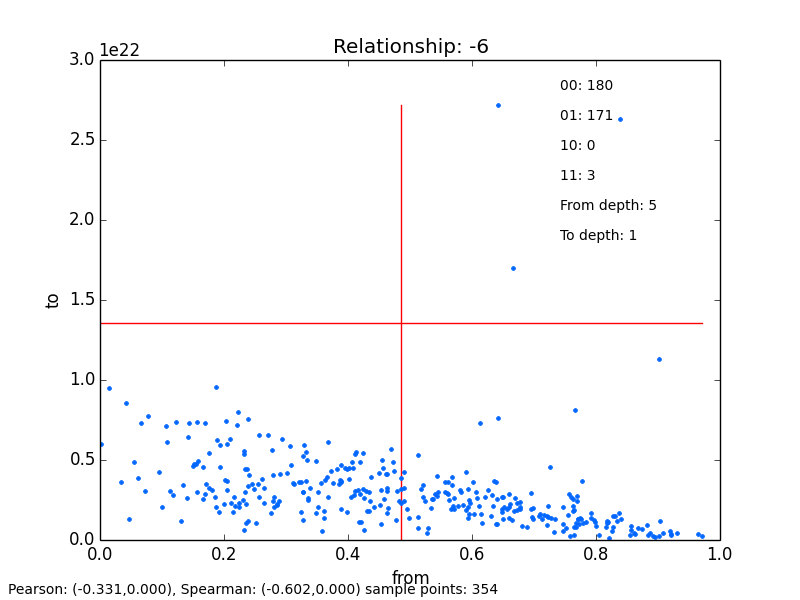 Relationship: -6
1e22
3.0
2.5
2.0
1.5
1.0
0.5
0.0
to
00: 180
01: 171
10: 0
11: 3
From depth: 5
To depth: 1
0.0 0.2 0.4 0.6 0.8 1.0
from
Pearson: (-0.331,0.000), Spearman: (-0.602,0.000) sample points: 354